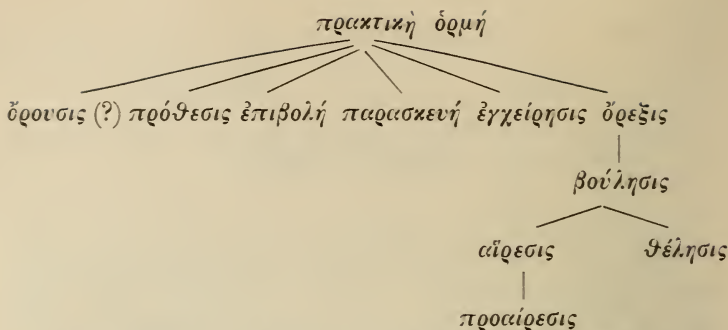 πρακτικὴ ὁρμή
ὄρουσις (?) πρόθεσις ἐπιβολή παρασκευή ἐγχείρησις ὄρεξις
βούλησις
αἵρεσις θέλησις
προαίρεσις